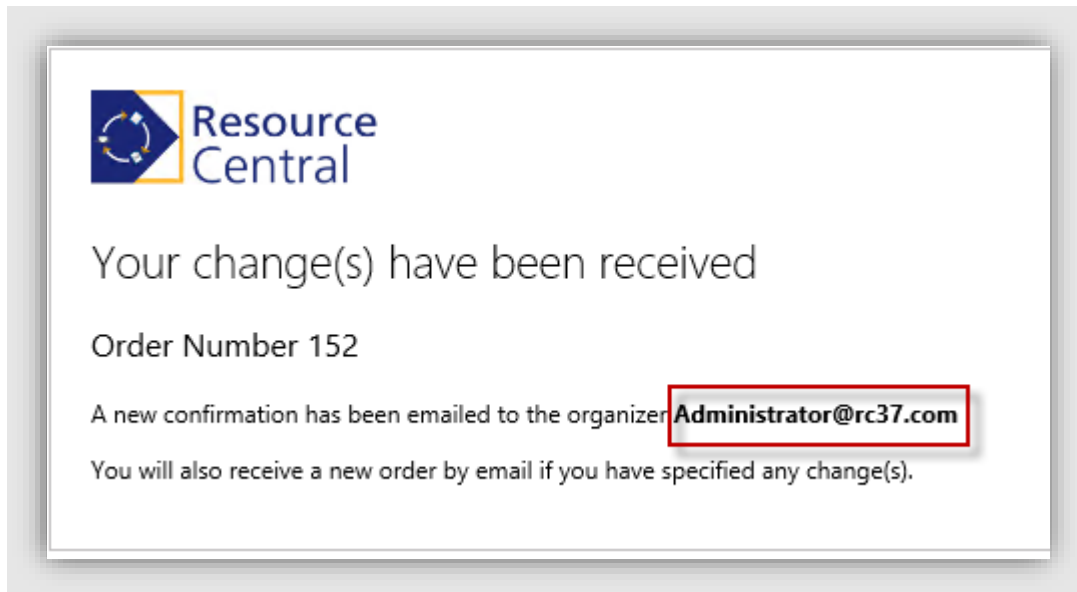 Resource
Central
Your change(s) have been received
Order Number 152
A new confirmation has been emailed to the organizer Administrator@rc37.com
You will also receive a new order by email if you have specified any change(s).